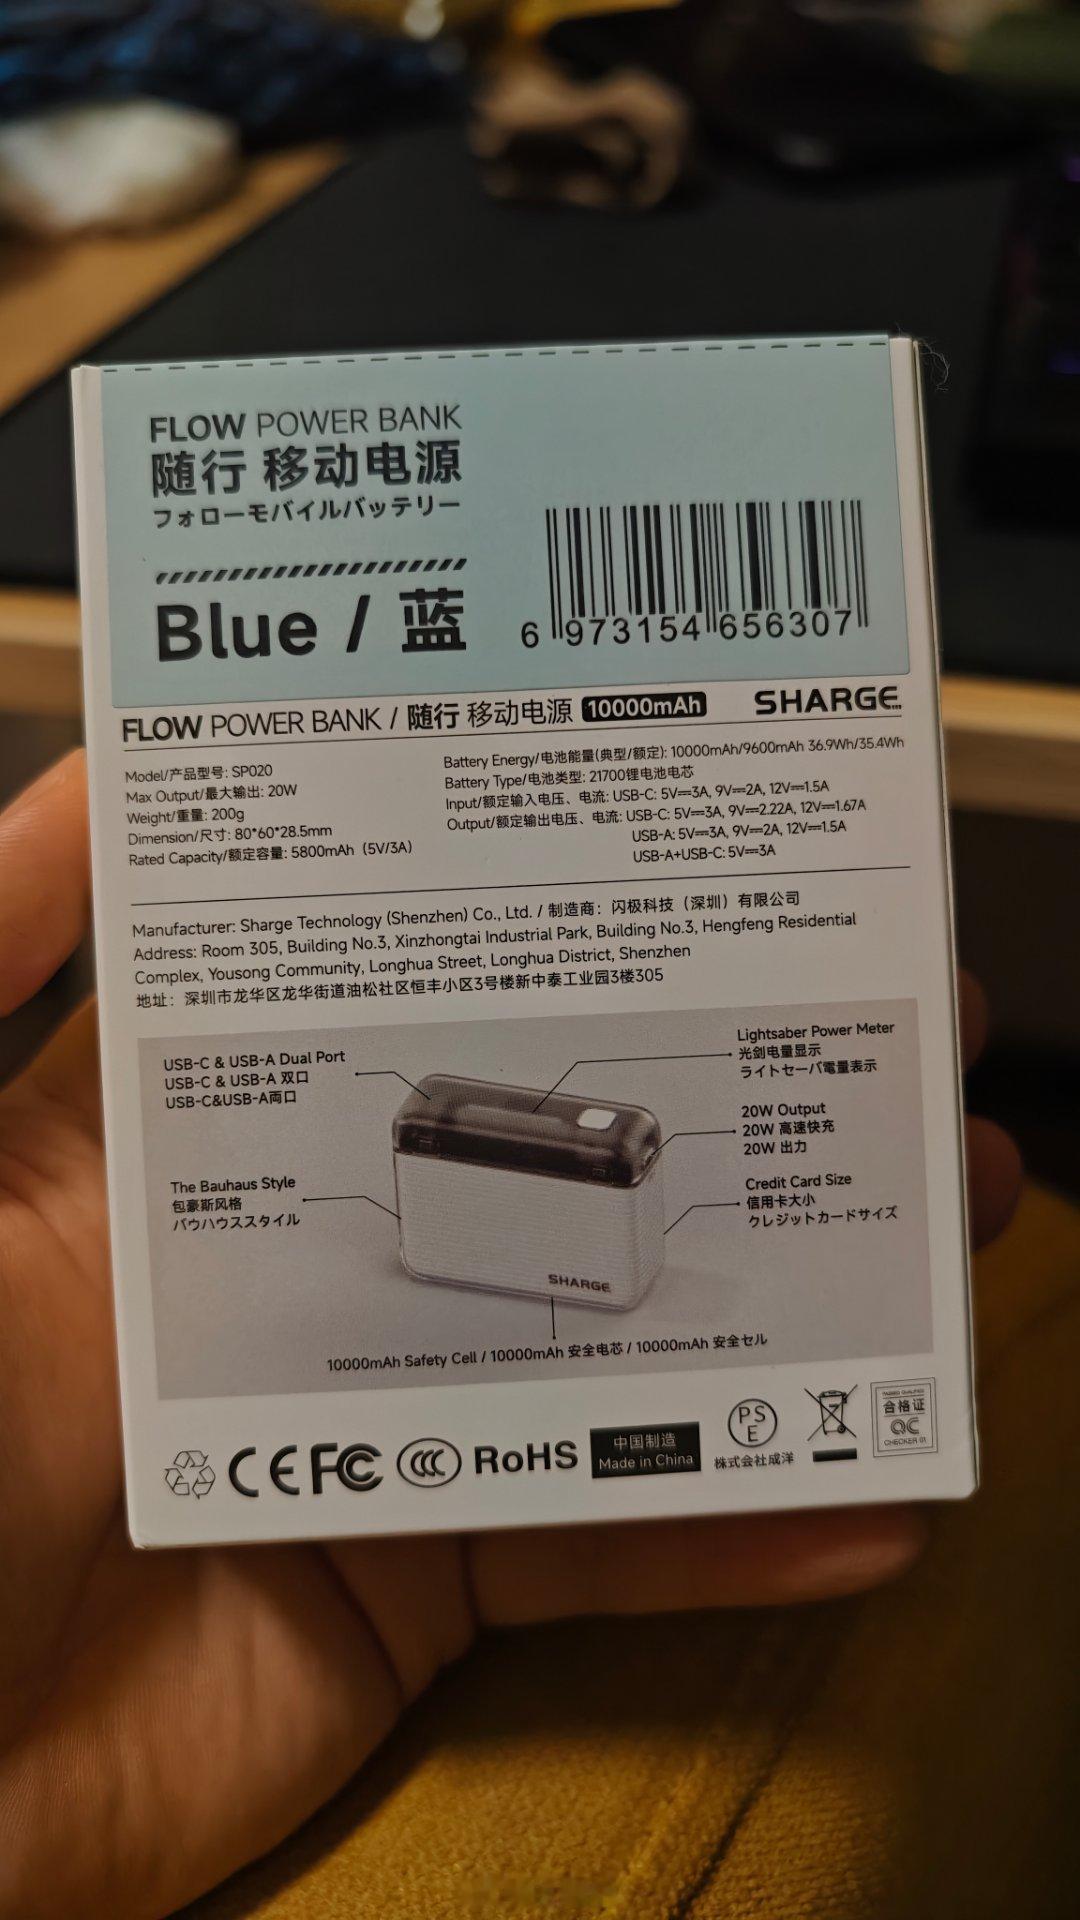 FLOW POWER BANK
随行 移动电源
フォローモバイルバッテリー
Blue / 蓝
6 973154 656307
FLOW POWER BANK / 随行 移动电源 10000mAh
SHARGE
Model/产品型号: SP020
Max Output/最大输出: 20W
Weight/重量: 200g
Dimension/尺寸: 80*60*28.5mm
Rated Capacity/额定容量: 5800mAh（5V/3A）
Battery Energy/电池能量(典型/额定): 10000mAh/9600mAh 36.9Wh/35.4Wh
Battery Type/电池类型: 21700锂电池电芯
Input/额定输入电压、电流: USB-C: 5V⎓3A, 9V⎓2A, 12V⎓1.5A
Output/额定输出电压、电流: USB-C: 5V⎓3A, 9V⎓2.22A, 12V⎓1.67A
USB-A: 5V⎓3A, 9V⎓2A, 12V⎓1.5A
USB-A+USB-C: 5V⎓3A
Manufacturer: Sharge Technology (Shenzhen) Co., Ltd. / 制造商：闪极科技（深圳）有限公司
Address: Room 305, Building No.3, Xinzhongtai Industrial Park, Building No.3, Hengfeng Residential
Complex, Yousong Community, Longhua Street, Longhua District, Shenzhen
地址：深圳市龙华区龙华街道油松社区恒丰小区3号楼新中泰工业园3楼305
USB-C & USB-A Dual Port
USB-C & USB-A 双口
USB-C&USB-A両口
Lightsaber Power Meter
光剑电量显示
ライトセーバ電量表示
20W Output
20W 高速快充
20W 出力
The Bauhaus Style
包豪斯风格
バウハウススタイル
Credit Card Size
信用卡大小
クレジットカードサイズ
SHARGE
10000mAh Safety Cell / 10000mAh 安全电芯 / 10000mAh 安全セル
CE FC CCC RoHS
中国制造
Made in China
PS
E
株式会社成洋
PASSED QUALIFIED
合格证
QC
CHECKER 01